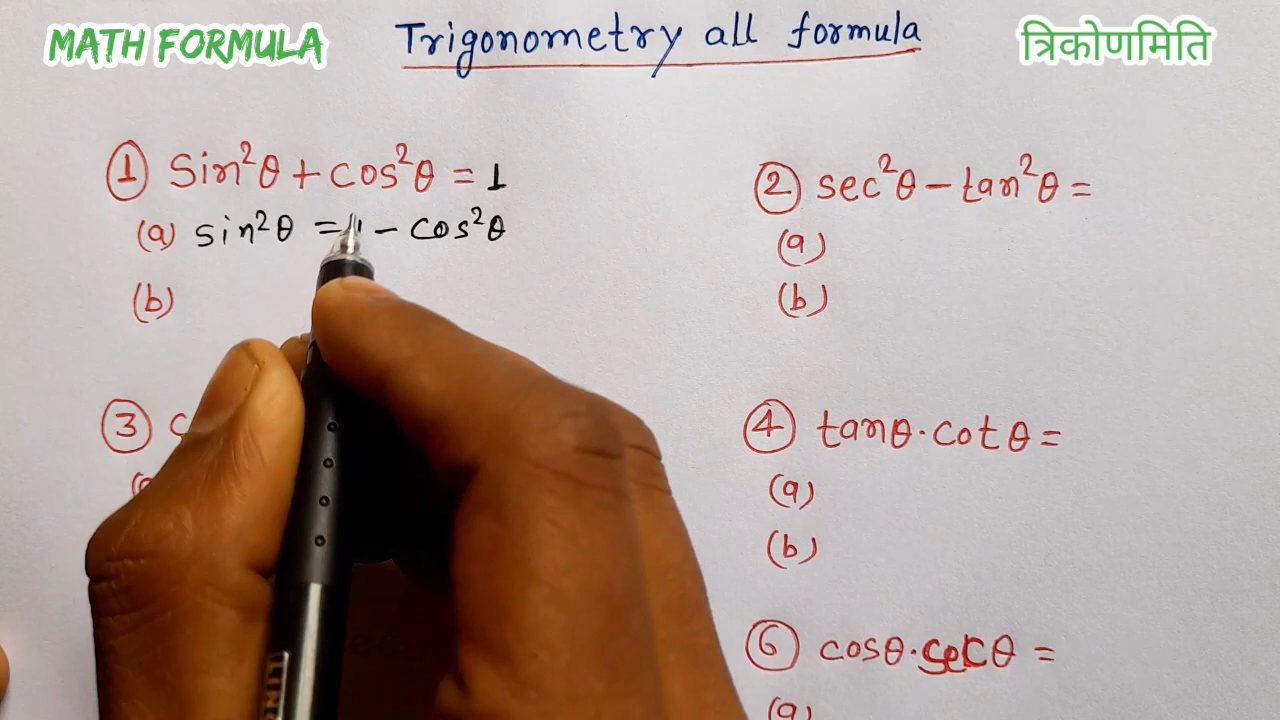 MATH FORMULA
Trigonometry all formula
त्रिकोणमिति
① Sin²θ + cos²θ = 1
(a) sin²θ = 1 - cos²θ
(b)
② sec²θ - tan²θ =
(a)
(b)
③
④ tanθ·cotθ =
(a)
(b)
⑥ cosθ·secθ =
(a)